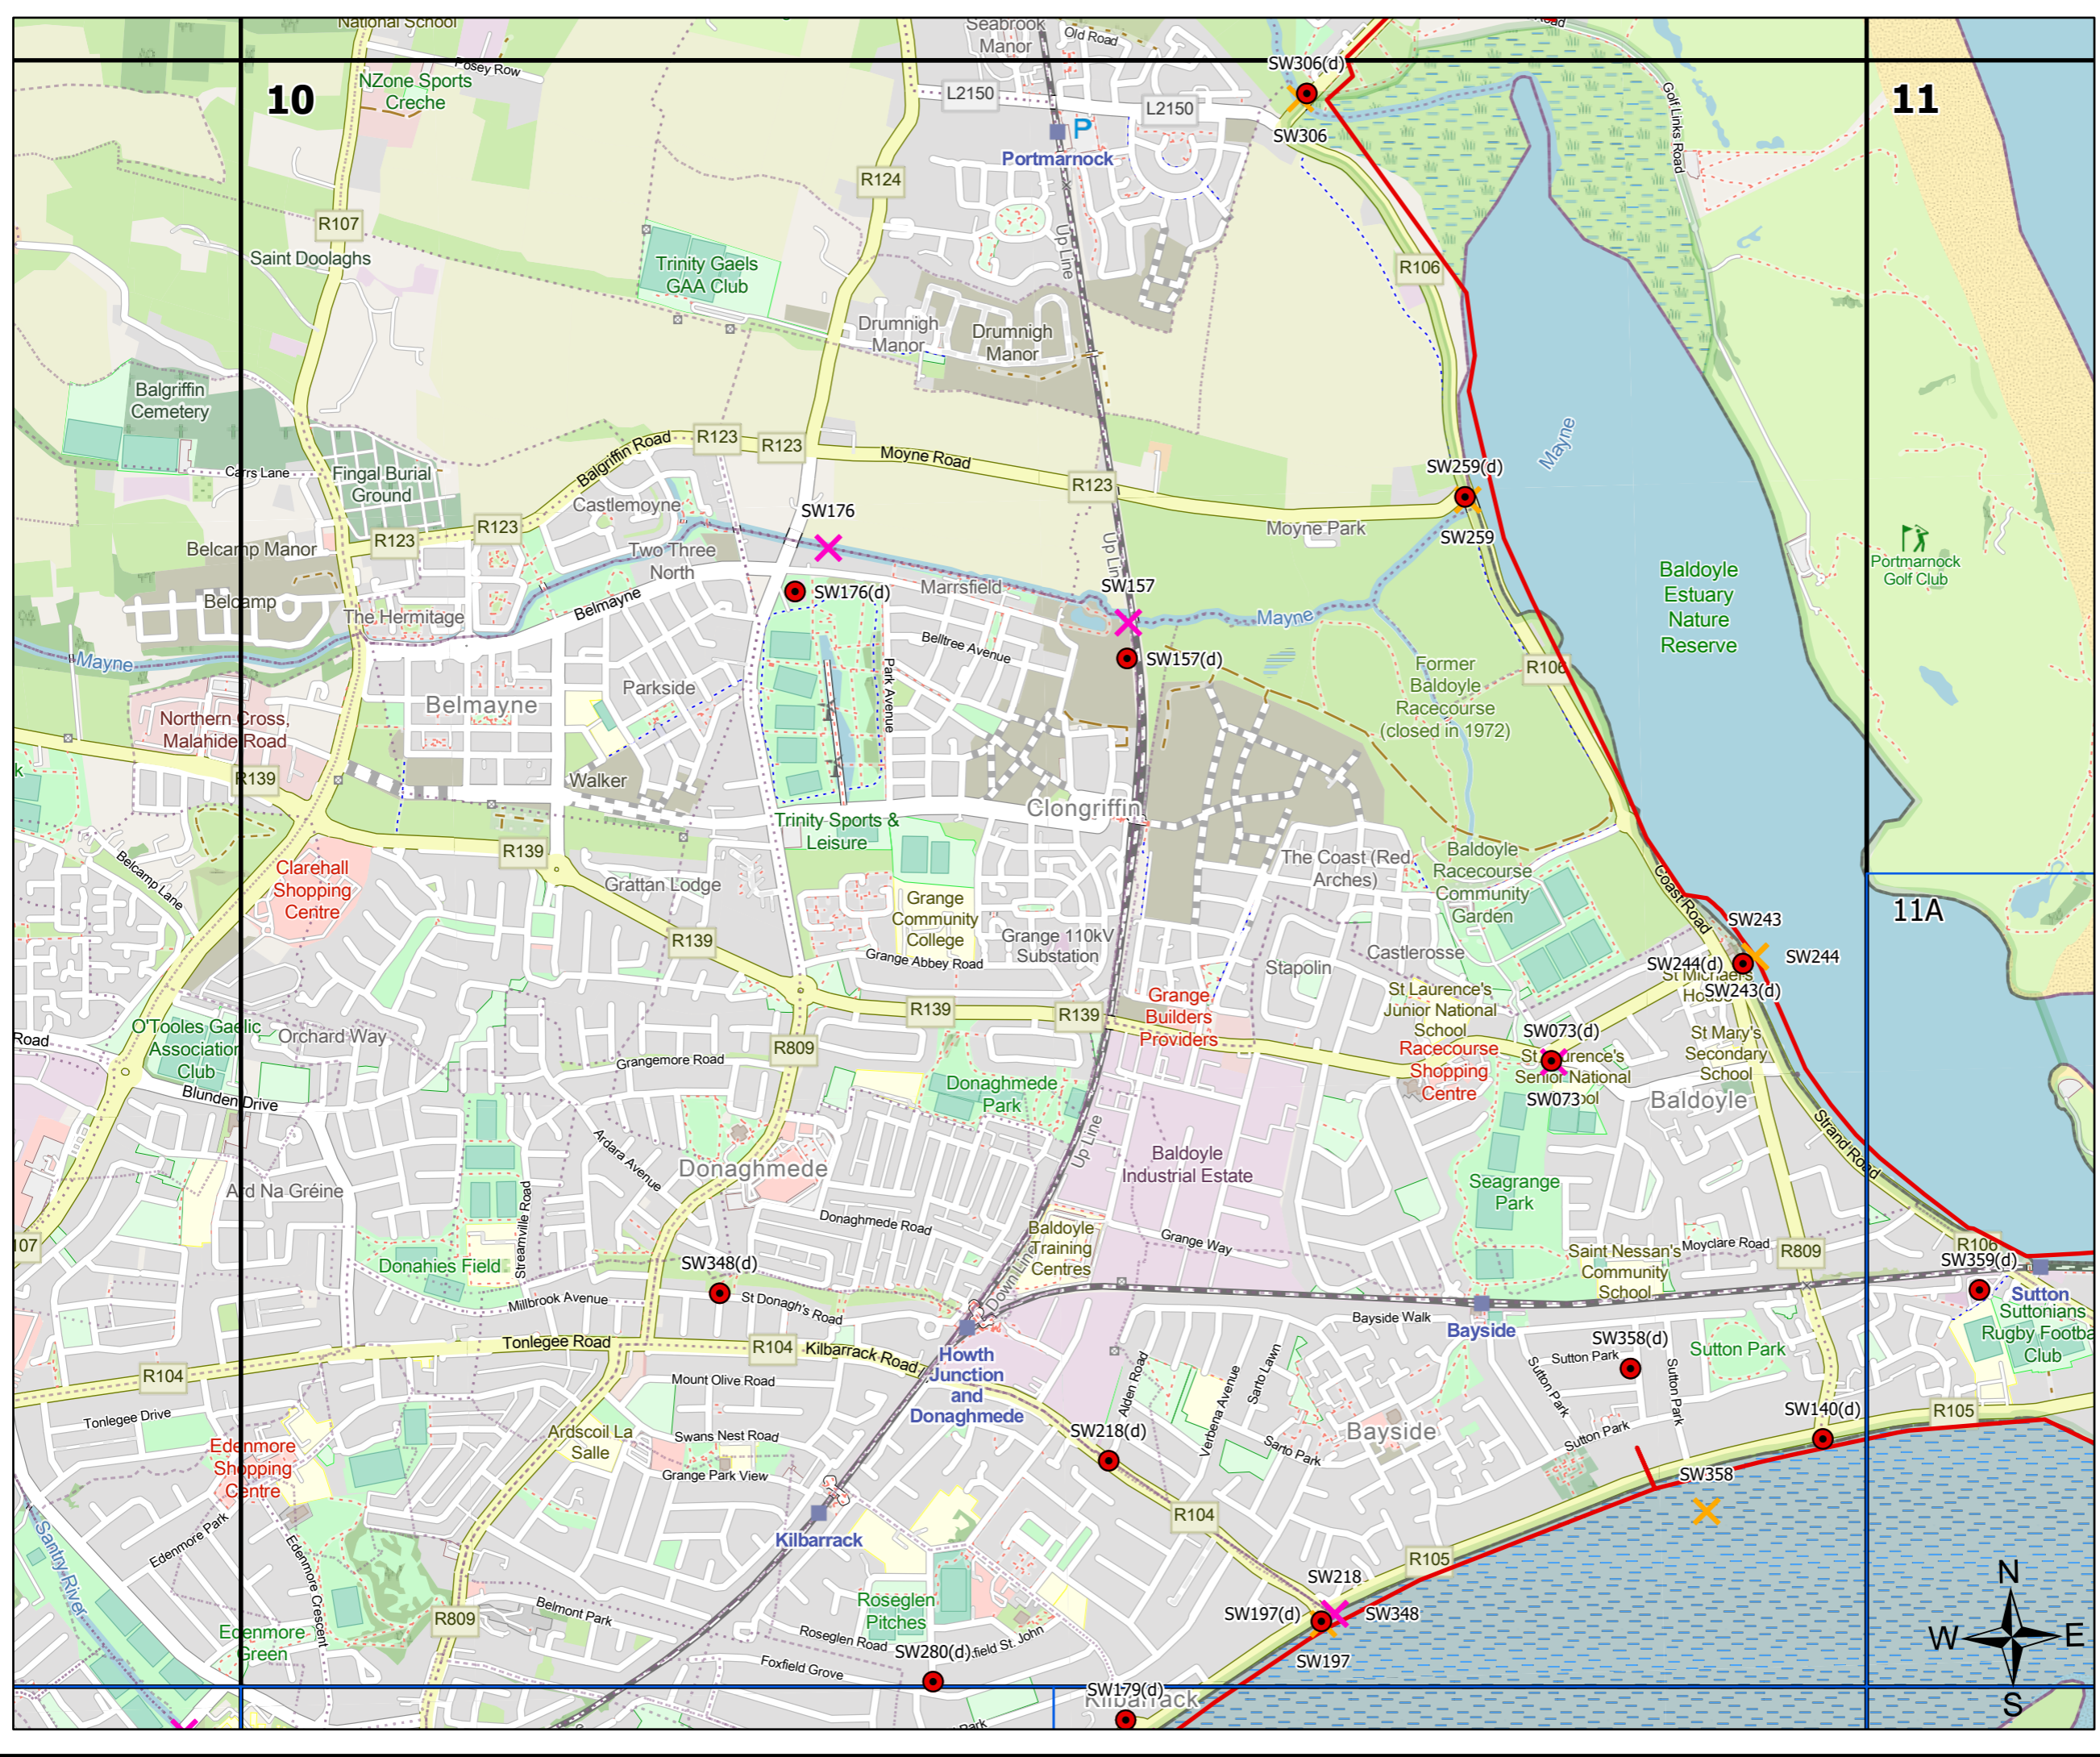 National School
Seabrook
Manor
Old Road
Road
Posey Row
SW306(d)
10
NZone Sports
Creche
L2150
L2150
11
Golf Links Road
P
SW306
Portmarnock
R124
R107
Up Line
Saint Doolaghs
Trinity Gaels
GAA Club
R106
Drumnigh
Manor
Drumnigh
Manor
Balgriffin
Cemetery
Mayne
R123
R123
Balgriffin Road
Moyne Road
SW259(d)
Carrs Lane
Fingal Burial
Ground
R123
Castlemoyne
SW176
R123
R123
Moyne Park
SW259
Up Line
Belcamp Manor
Two Three
North
Portmarnock
Golf Club
Baldoyle
Estuary
Nature
Reserve
Marrsfield
SW157
SW176(d)
Belcamp
The Hermitage
Belmayne
Mayne
Belltree Avenue
SW157(d)
Mayne
R106
Former
Baldoyle
Racecourse
(closed in 1972)
Parkside
Park Avenue
Belmayne
Northern Cross,
Malahide Road
k
R139
Walker
Clongriffin
Trinity Sports &
Leisure
R139
Baldoyle
Racecourse
Community
Garden
The Coast (Red
Arches)
Belcamp Lane
Clarehall
Shopping
Centre
Grattan Lodge
Coast Road
Grange
Community
College
11A
SW243
R139
Grange 110kV
Substation
Castlerosse
SW244
Grange Abbey Road
Stapolin
SW244(d)
St Michael's
House
SW243(d)
St Laurence's
Junior National
School
Grange
Builders
Providers
R139
R139
O'Tooles Gaelic
Association
Club
Orchard Way
Road
SW073(d)
St Mary's
Secondary
School
R809
Grangemore Road
Racecourse
Shopping
Centre
Senior National
SW073
Donaghmede
Park
Blunden Drive
Baldoyle
Strand Road
Up Line
Ardara Avenue
Donaghmede
Baldoyle
Industrial Estate
Ard Na Gréine
Seagrange
Park
Streamville Road
Donaghmede Road
Baldoyle
Training
Centres
Grange Way
107
Saint Nessan's
Community
School
Moyclare Road
R809
R106
SW359(d)
Donahies Field
SW348(d)
Down Line
Millbrook Avenue
St Donagh's Road
Bayside Walk
Bayside
Sutton
Suttonians
Rugby Footba
Club
SW358(d)
Tonlegee Road
R104
Kilbarrack Road
Sutton Park
Sutton Park
Sutton Park
Sutton Park
Sutton Park
Howth
Junction
and
Donaghmede
R104
Mount Olive Road
Alden Road
Verbena Avenue
Sarto Lawn
SW140(d)
R105
Tonlegee Drive
Ardscoil La
Salle
Swans Nest Road
SW218(d)
Bayside
Sarto Park
Edenmore
Shopping
Centre
Grange Park View
SW358
R104
Santry River
Edenmore Park
Edenmore Crescent
Kilbarrack
R105
SW218
N
Belmont Park
Roseglen
Pitches
SW197(d)
SW348
R809
Edenmore
Green
Roseglen Road
field St. John
W
E
SW280(d)
SW197
Foxfield Grove
SW179(d)
Kilbarrack
S
Park